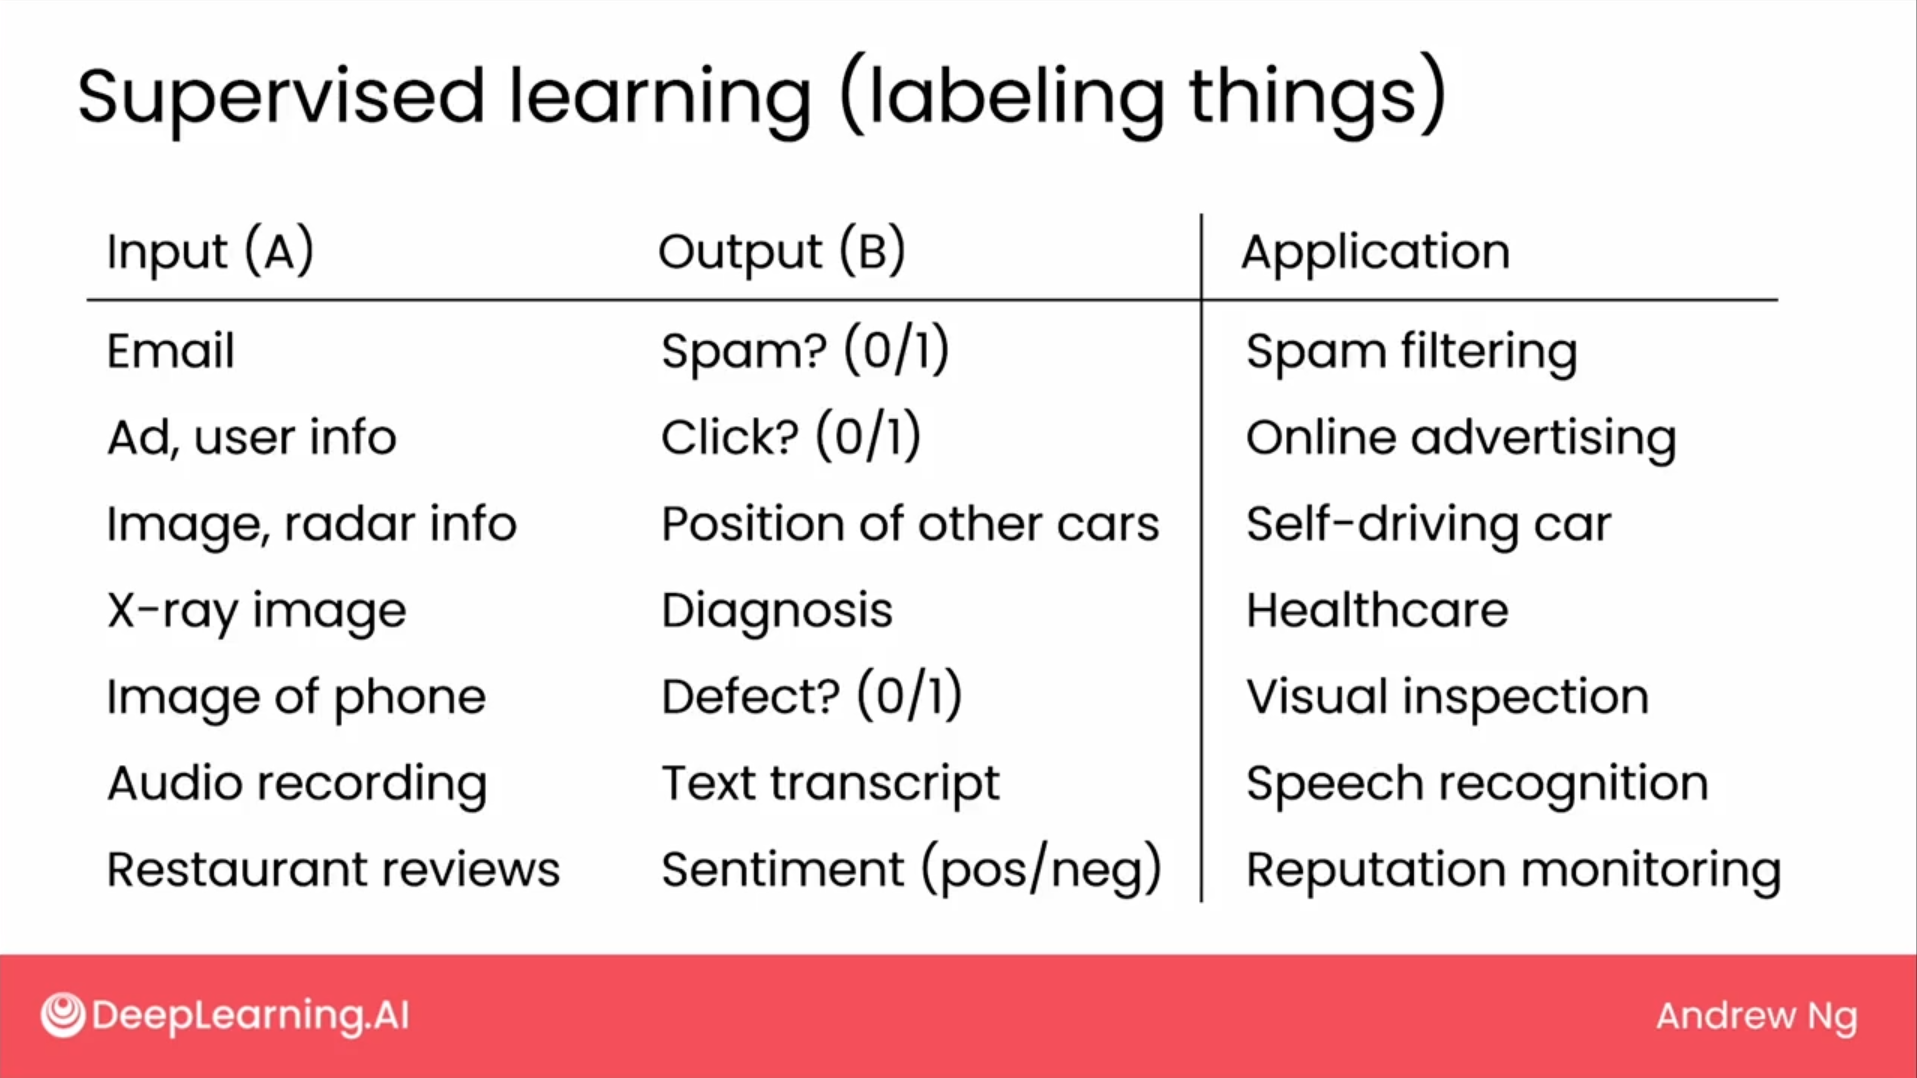 Supervised learning (labeling things)
Input (A) Output (B) Application
Email Spam? (0/1) Spam filtering
Ad, user info Click? (0/1) Online advertising
Image, radar info Position of other cars Self-driving car
X-ray image Diagnosis Healthcare
Image of phone Defect? (0/1) Visual inspection
Audio recording Text transcript Speech recognition
Restaurant reviews Sentiment (pos/neg) Reputation monitoring
DeepLearning.AI Andrew Ng